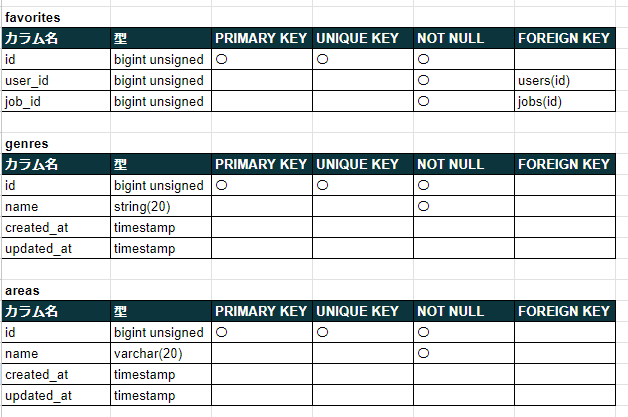 favorites
カラム名 型 PRIMARY KEY UNIQUE KEY NOT NULL FOREIGN KEY
id bigint unsigned 〇 〇 〇
user_id bigint unsigned 〇 users(id)
job_id bigint unsigned 〇 jobs(id)
genres
カラム名 型 PRIMARY KEY UNIQUE KEY NOT NULL FOREIGN KEY
id bigint unsigned 〇 〇 〇
name string(20) 〇
created_at timestamp
updated_at timestamp
areas
カラム名 型 PRIMARY KEY UNIQUE KEY NOT NULL FOREIGN KEY
id bigint unsigned 〇 〇 〇
name varchar(20) 〇
created_at timestamp
updated_at timestamp